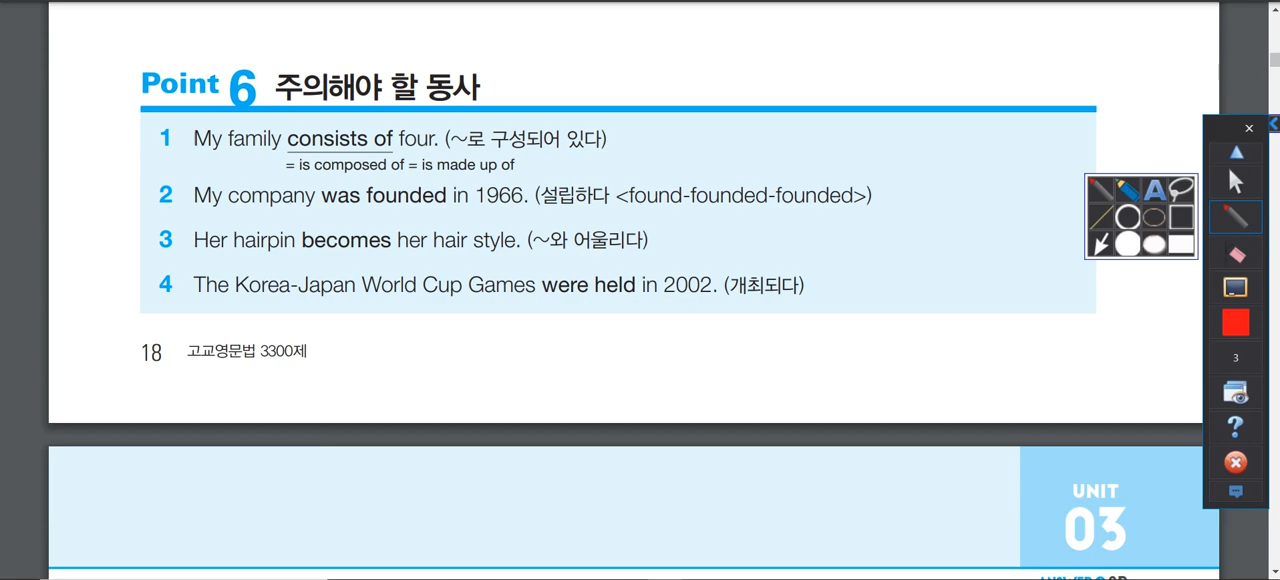 Point 6 주의해야 할 동사
1 My family consists of four. (~로 구성되어 있다)
= is composed of = is made up of
2 My company was founded in 1966. (설립하다 <found-founded-founded>)
3 Her hairpin becomes her hair style. (~와 어울리다)
4 The Korea-Japan World Cup Games were held in 2002. (개최되다)
18 고교영문법 3300제
3
UNIT
03